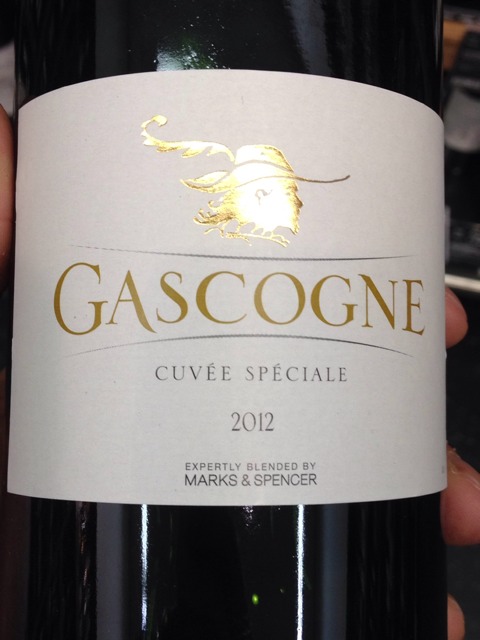 GASCOGNE
CUVÉE SPÉCIALE
2012
EXPERTLY BLENDED BY
MARKS & SPENCER